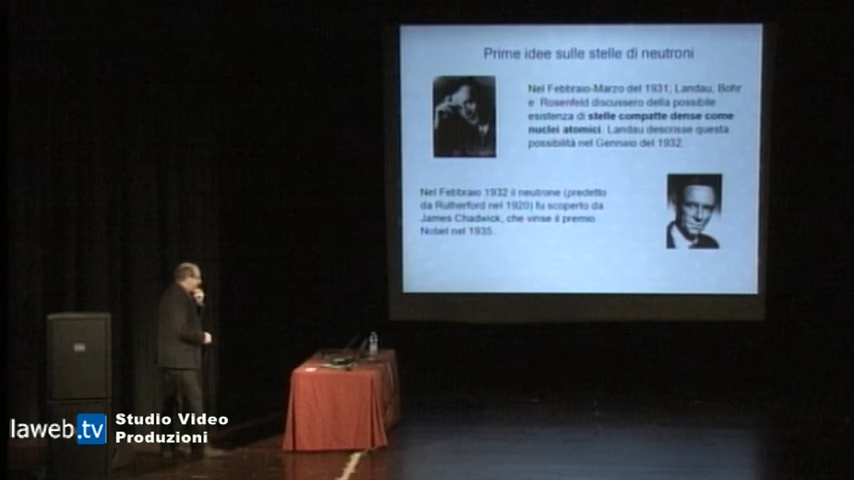 Prime idee sulle stelle di neutroni
Nel Febbraio-Marzo del 1931, Landau, Bohr
e Rosenfeld discussero della possibile
esistenza di stelle compatte dense come
nuclei atomici. Landau descrisse questa
possibilità nel Gennaio del 1932.
Nel Febbraio 1932 il neutrone (predetto
da Rutherford nel 1920) fu scoperto da
James Chadwick, che vinse il premio
Nobel nel 1935.
laweb.tv
Studio Video
Produzioni